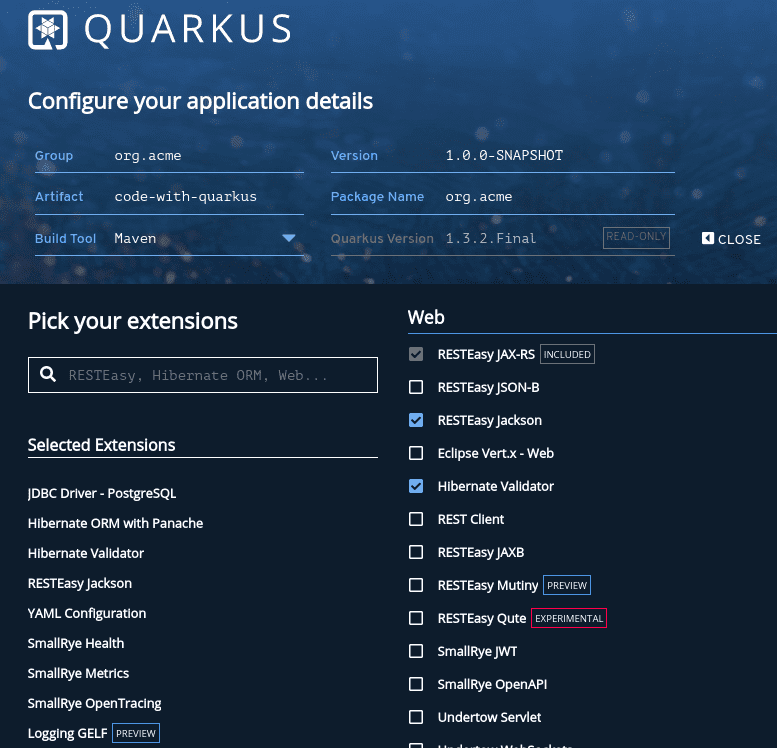 QUARKUS
Configure your application details
Group org.acme
Version 1.0.0-SNAPSHOT
Artifact code-with-quarkus
Package Name org.acme
Build Tool Maven
Quarkus Version 1.3.2.Final READ-ONLY
CLOSE
Pick your extensions
RESTEasy, Hibernate ORM, Web...
Selected Extensions
JDBC Driver - PostgreSQL
Hibernate ORM with Panache
Hibernate Validator
RESTEasy Jackson
YAML Configuration
SmallRye Health
SmallRye Metrics
SmallRye OpenTracing
Logging GELF PREVIEW
Web
RESTEasy JAX-RS INCLUDED
RESTEasy JSON-B
RESTEasy Jackson
Eclipse Vert.x - Web
Hibernate Validator
REST Client
RESTEasy JAXB
RESTEasy Mutiny PREVIEW
RESTEasy Qute EXPERIMENTAL
SmallRye JWT
SmallRye OpenAPI
Undertow Servlet
Undertow WebSockets